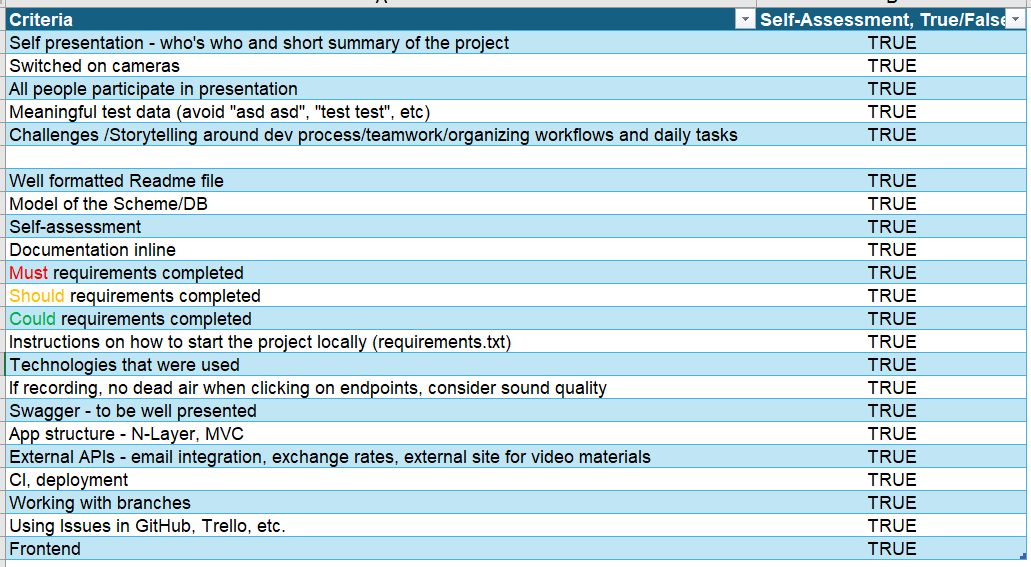 Criteria Self-Assessment, True/False
Self presentation - who's who and short summary of the project TRUE
Switched on cameras TRUE
All people participate in presentation TRUE
Meaningful test data (avoid "asd asd", "test test", etc) TRUE
Challenges /Storytelling around dev process/teamwork/organizing workflows and daily tasks TRUE
Well formatted Readme file TRUE
Model of the Scheme/DB TRUE
Self-assessment TRUE
Documentation inline TRUE
Must requirements completed TRUE
Should requirements completed TRUE
Could requirements completed TRUE
Instructions on how to start the project locally (requirements.txt) TRUE
Technologies that were used TRUE
If recording, no dead air when clicking on endpoints, consider sound quality TRUE
Swagger - to be well presented TRUE
App structure - N-Layer, MVC TRUE
External APIs - email integration, exchange rates, external site for video materials TRUE
CI, deployment TRUE
Working with branches TRUE
Using Issues in GitHub, Trello, etc. TRUE
Frontend TRUE